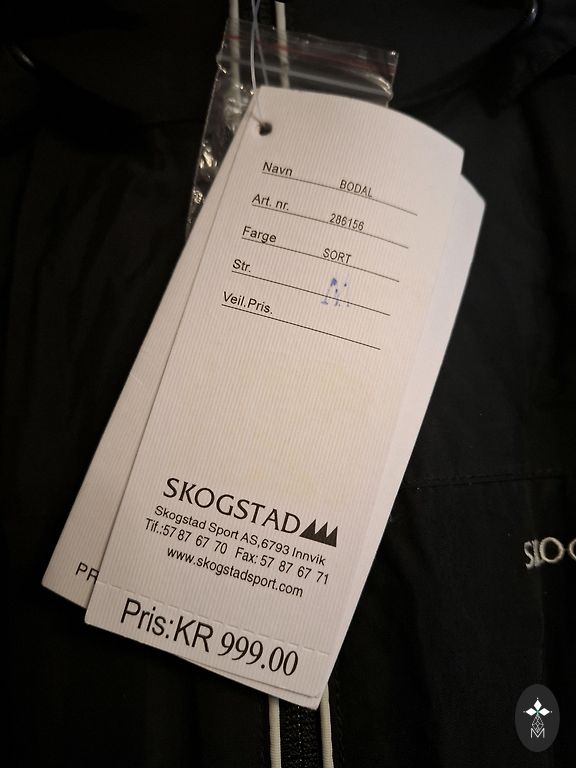 Navn BODAL
Art. nr. 286156
Farge SORT
Str.
Veil.Pris.
SKOGSTAD
Skogstad Sport AS,6793 Innvik
Tlf.:57 87 67 70 Fax: 57 87 67 71
www.skogstadsport.com
PR
Pris:KR 999.00
M